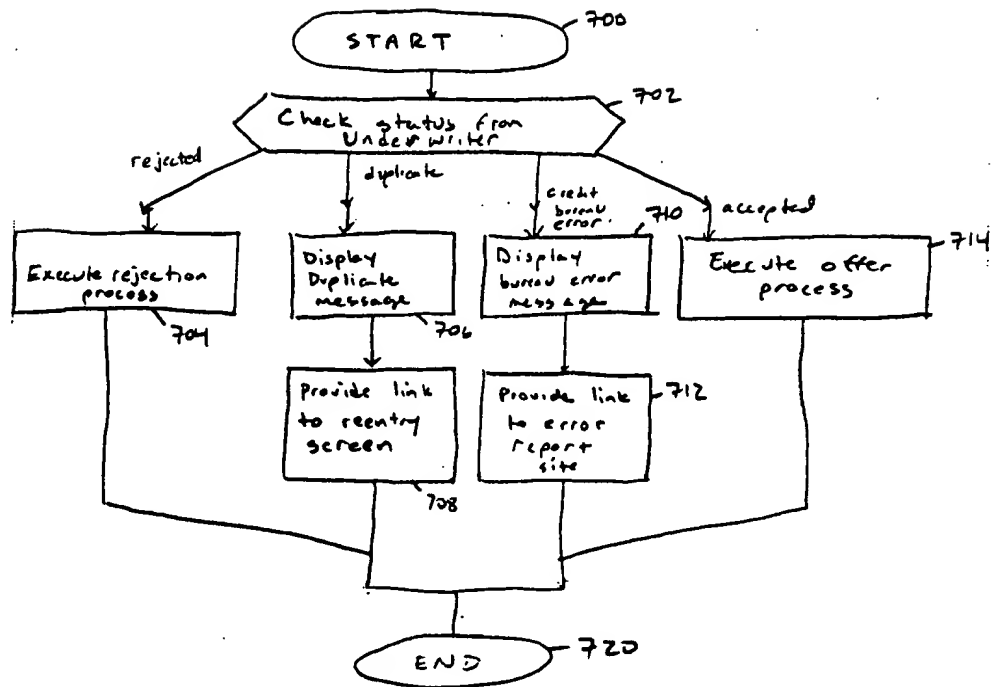 START
700
Check status from
Underwriter
702
rejected
duplicate
credit
bureau
error
accepted
Execute rejection
process
704
Display
Duplicate
message
706
Display
bureau error
message
710
Execute offer
process
714
Provide link
to reentry
screen
708
Provide link
to error
report
site
712
END
720